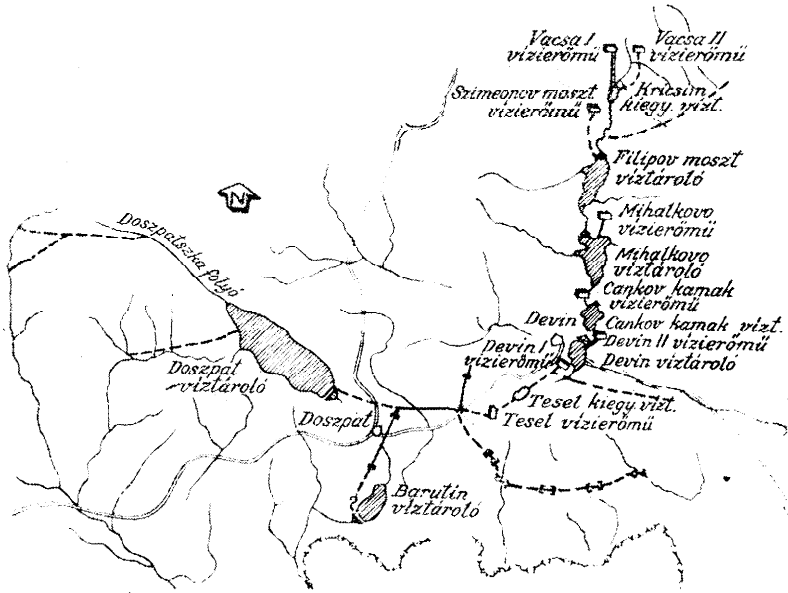 Vacsa I
vízierőmű
Vacsa II
vízierőmű
Szimeonov moszt
vízierőmű
Kricsim
kiegy. vízt.
Filipov moszt
víztároló
N
Mihalkovo
vízierőmű
Doszpatszka folyó
Mihalkovo
víztároló
Cankov kamak
vízierőmű
Devin
Cankov kamak vízt.
Devin I
vízierőmű
Devin II vízierőmű
Devin víztároló
Doszpat
víztároló
Tesel kiegy. vízt.
Tesel vízierőmű
Doszpat
Barutin
víztároló